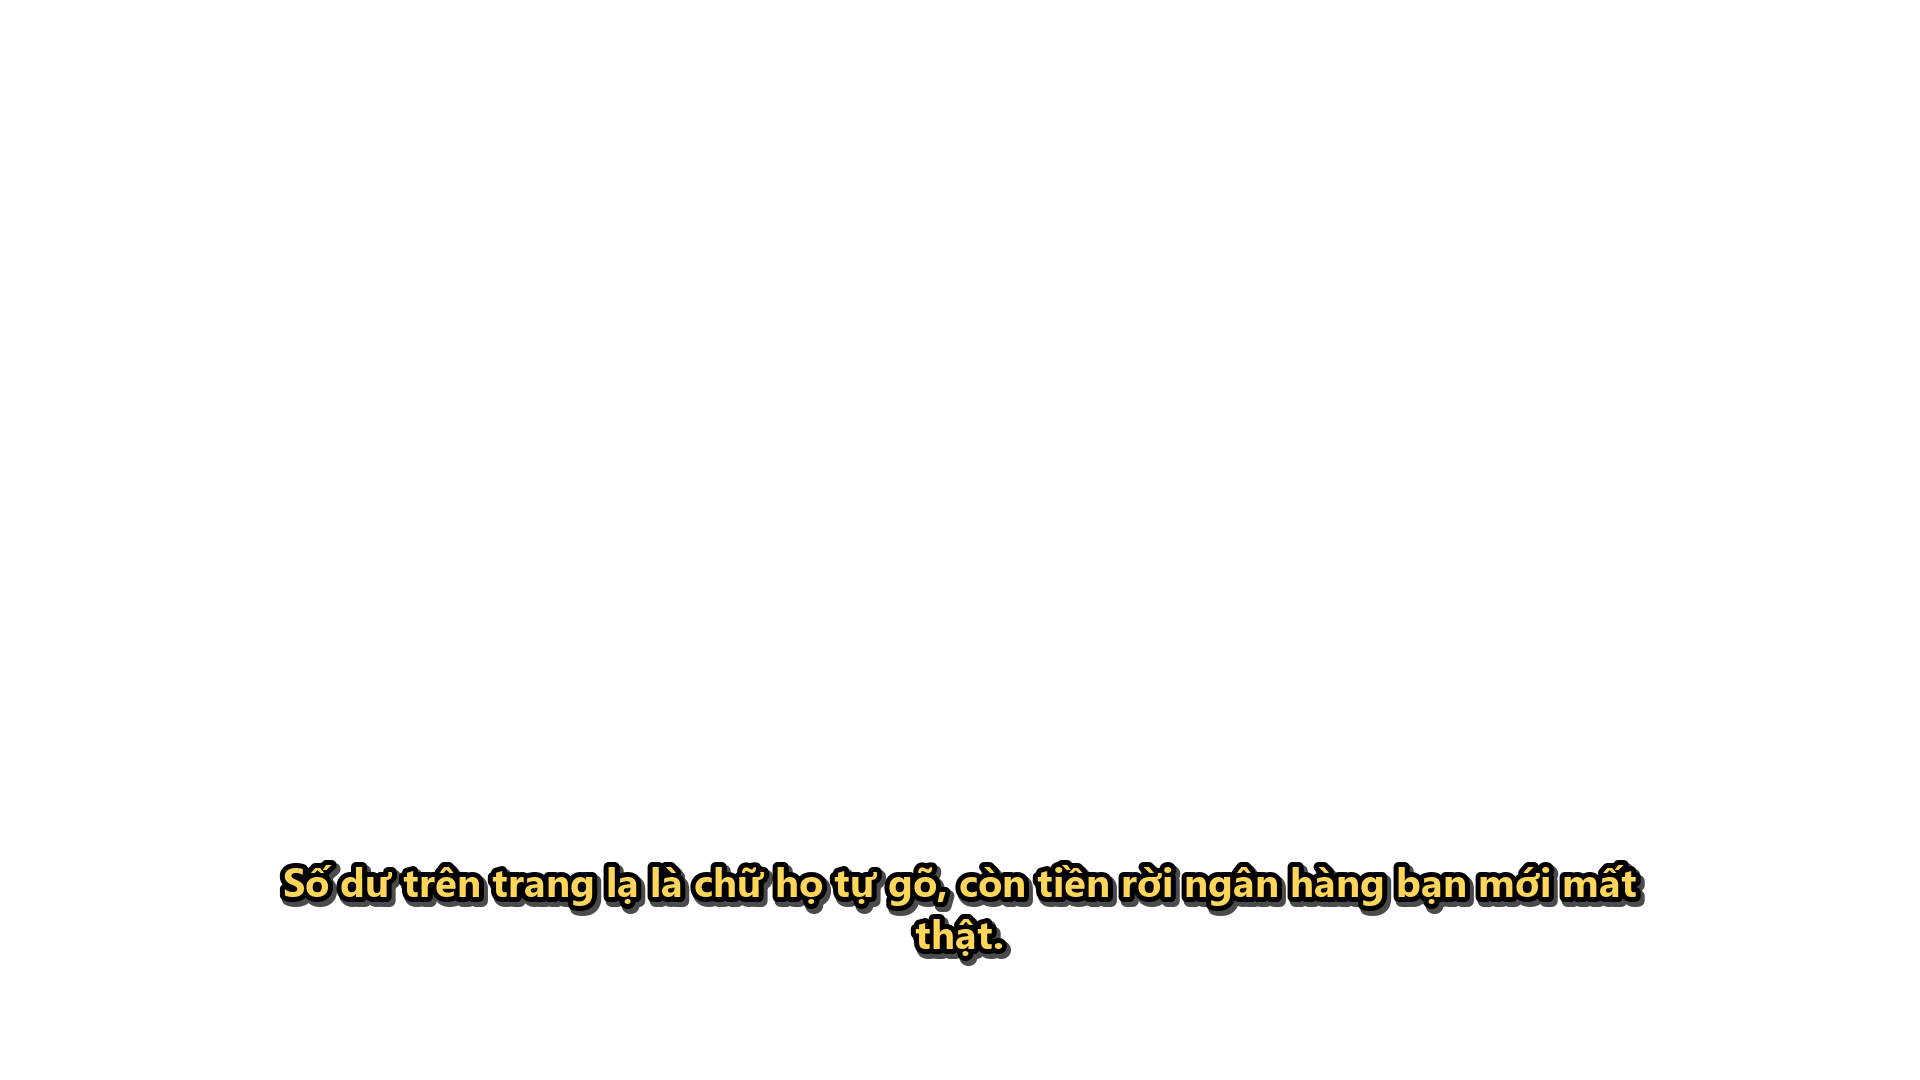 Số dư trên trang lạ là chữ họ tự gõ, còn tiền rời ngân hàng bạn mới mất
thật.